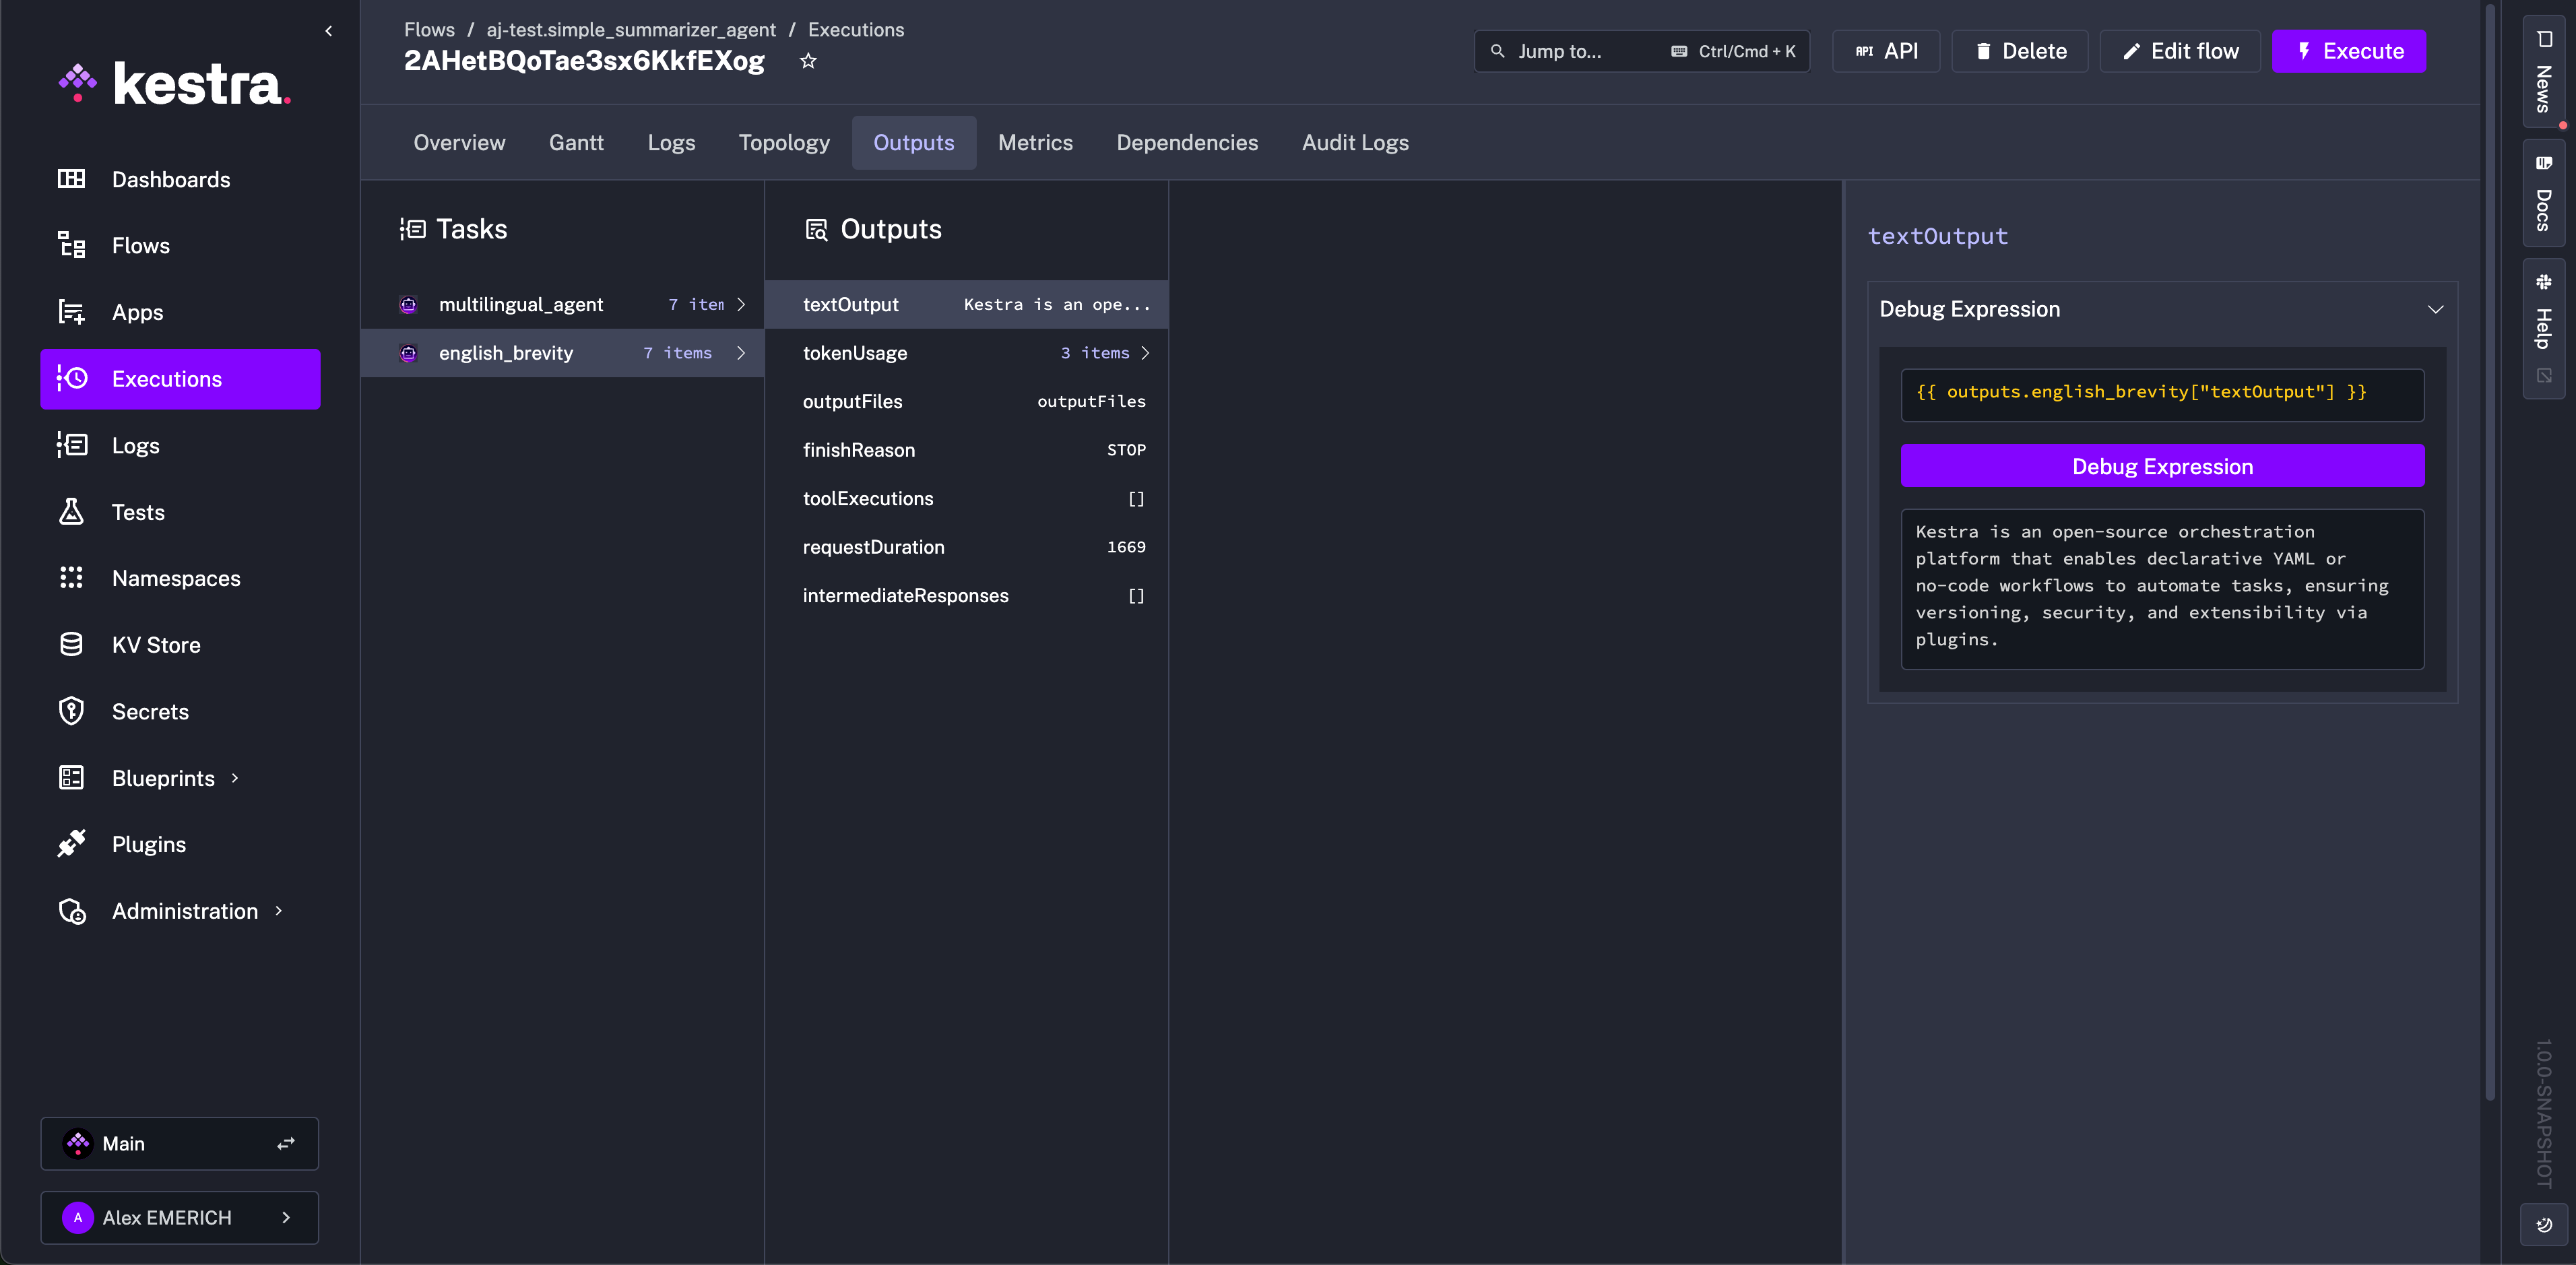 kestra.
Dashboards
Flows
Apps
Executions
Logs
Tests
Namespaces
KV Store
Secrets
Blueprints
Plugins
Administration
Main
A Alex EMERICH
Flows / aj-test.simple_summarizer_agent / Executions
2AHetBQoTae3sx6KkfEXog
Jump to... Ctrl/Cmd + K
API API
Delete
Edit flow
Execute
Overview Gantt Logs Topology Outputs Metrics Dependencies Audit Logs
Tasks
multilingual_agent 7 item
english_brevity 7 items
Outputs
textOutput Kestra is an ope...
tokenUsage 3 items
outputFiles outputFiles
finishReason STOP
toolExecutions []
requestDuration 1669
intermediateResponses []
textOutput
Debug Expression
{{ outputs.english_brevity["textOutput"] }}
Debug Expression
Kestra is an open-source orchestration
platform that enables declarative YAML or
no-code workflows to automate tasks, ensuring
versioning, security, and extensibility via
plugins.
News
Docs
Help
1.0.0-SNAPSHOT